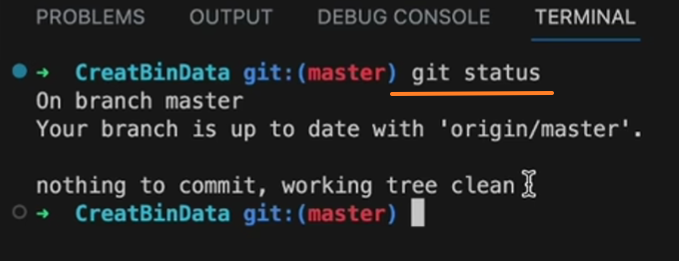 PROBLEMS OUTPUT DEBUG CONSOLE TERMINAL
➜ CreatBinData git:(master) git status
On branch master
Your branch is up to date with 'origin/master'.
nothing to commit, working tree clean
➜ CreatBinData git:(master)